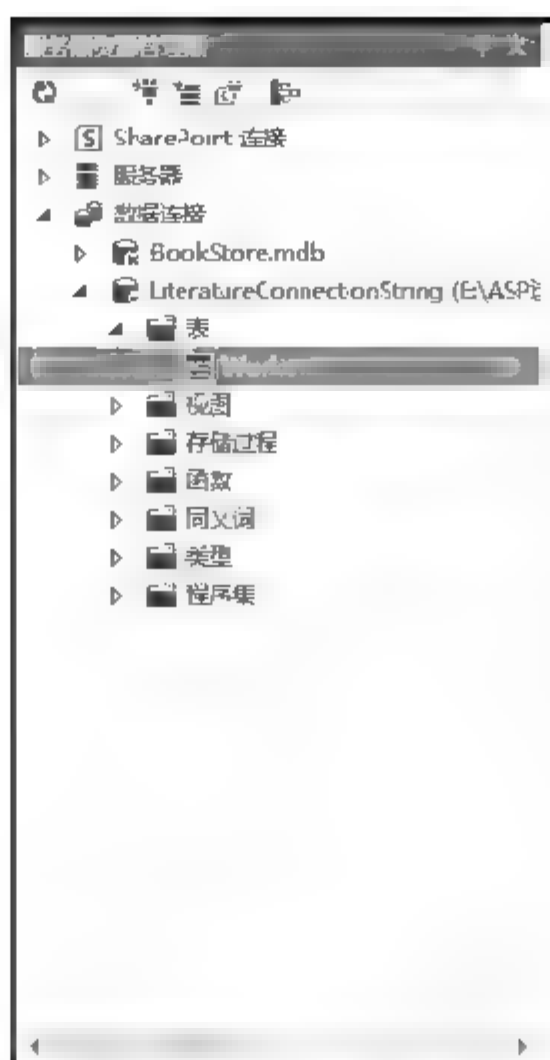 SharePoint 连接
服务器
数据连接
BookStore.mdb
LiteratureConnectionString (E:\ASP
表
视图
存储过程
函数
同义词
类型
程序集